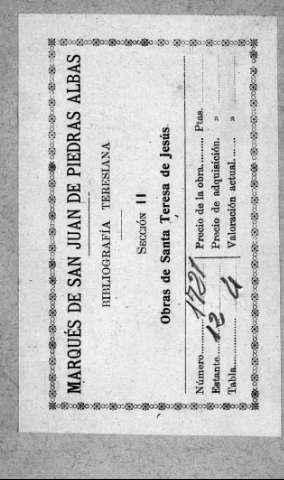 MARQUÉS DE SAN JUAN DE PIEDRAS ALBAS
BIBLIOGRAFÍA TERESIANA
SECCIÓN II
Obras de Santa Teresa de Jesús
Número......1721 Precio de la obra......... Ptas.
Estante......12 Precio de adquisición. »
Tabla.........4 Valoración actual...... »